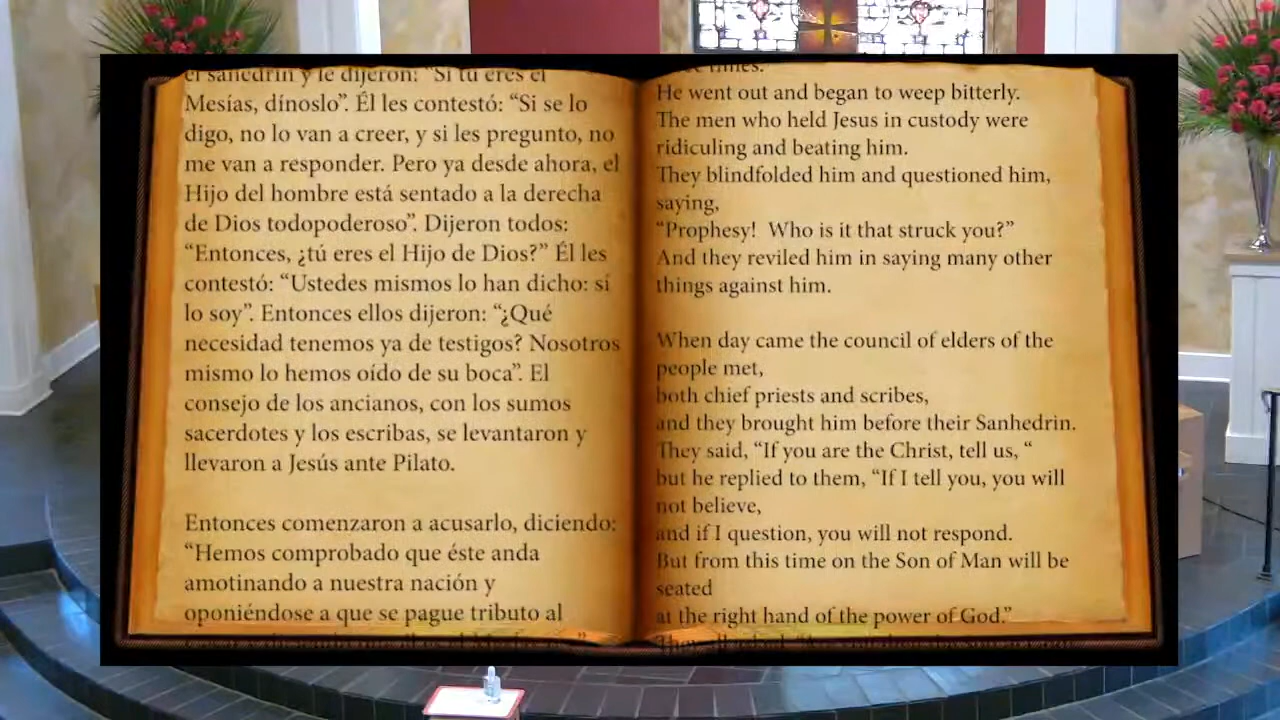 el sanedrín y le dijeron: “Si tú eres el
Mesías, dínoslo”. Él les contestó: “Si se lo
digo, no lo van a creer, y si les pregunto, no
me van a responder. Pero ya desde ahora, el
Hijo del hombre está sentado a la derecha
de Dios todopoderoso”. Dijeron todos:
“Entonces, ¿tú eres el Hijo de Dios?” Él les
contestó: “Ustedes mismos lo han dicho: sí
lo soy”. Entonces ellos dijeron: “¿Qué
necesidad tenemos ya de testigos? Nosotros
mismo lo hemos oído de su boca”. El
consejo de los ancianos, con los sumos
sacerdotes y los escribas, se levantaron y
llevaron a Jesús ante Pilato.
Entonces comenzaron a acusarlo, diciendo:
“Hemos comprobado que éste anda
amotinando a nuestra nación y
oponiéndose a que se pague tributo al
times.
He went out and began to weep bitterly.
The men who held Jesus in custody were
ridiculing and beating him.
They blindfolded him and questioned him,
saying,
“Prophesy! Who is it that struck you?”
And they reviled him in saying many other
things against him.
When day came the council of elders of the
people met,
both chief priests and scribes,
and they brought him before their Sanhedrin.
They said, “If you are the Christ, tell us, “
but he replied to them, “If I tell you, you will
not believe,
and if I question, you will not respond.
But from this time on the Son of Man will be
seated
at the right hand of the power of God.”